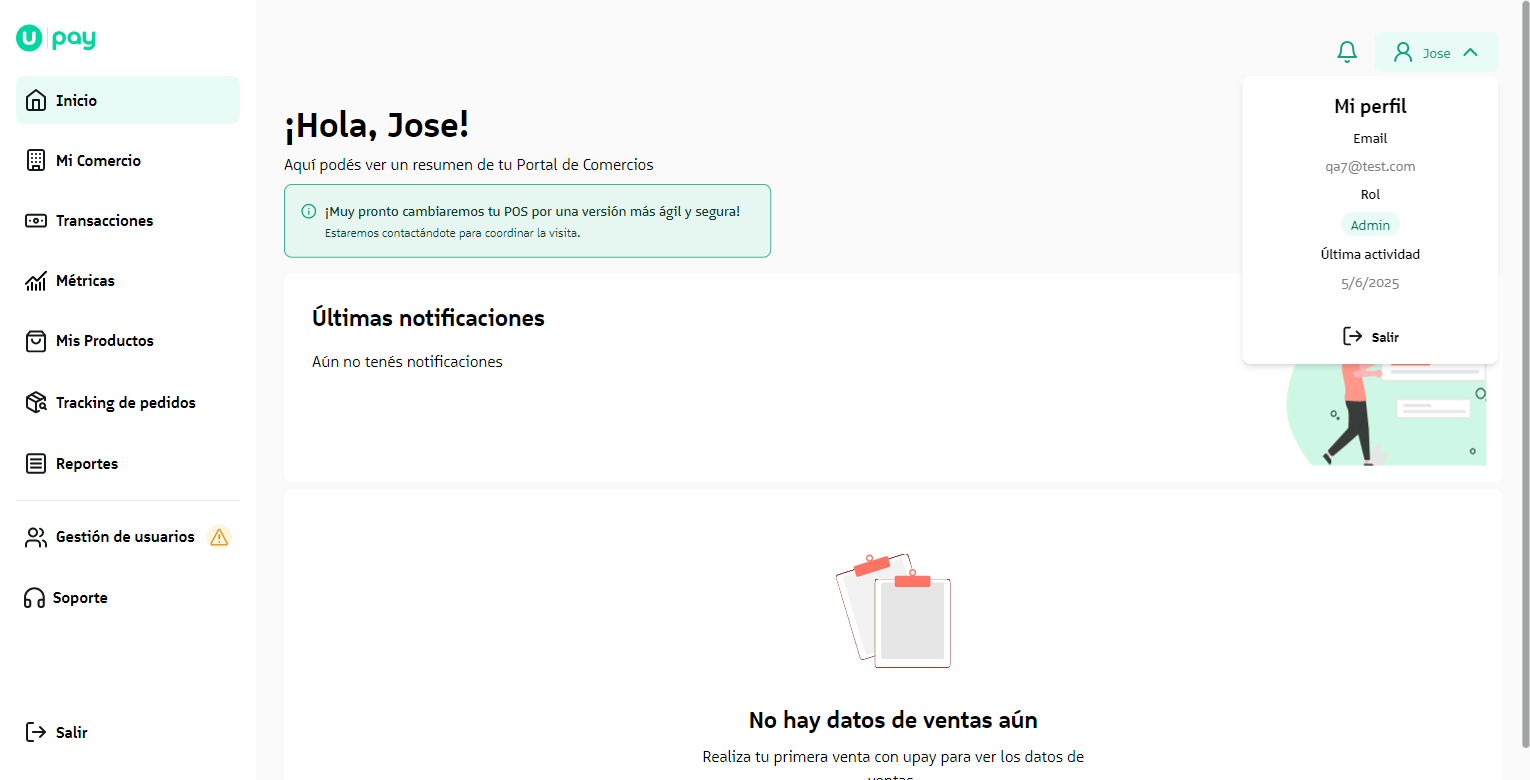 U pay
Inicio
Mi Comercio
Transacciones
Métricas
Mis Productos
Tracking de pedidos
Reportes
Gestión de usuarios
Soporte
Salir
Jose
¡Hola, Jose!
Aquí podés ver un resumen de tu Portal de Comercios
¡Muy pronto cambiaremos tu POS por una versión más ágil y segura!
Estaremos contactándote para coordinar la visita.
Mi perfil
Email
qa7@test.com
Rol
Admin
Última actividad
5/6/2025
Salir
Últimas notificaciones
Aún no tenés notificaciones
No hay datos de ventas aún
Realiza tu primera venta con upay para ver los datos de
ventas